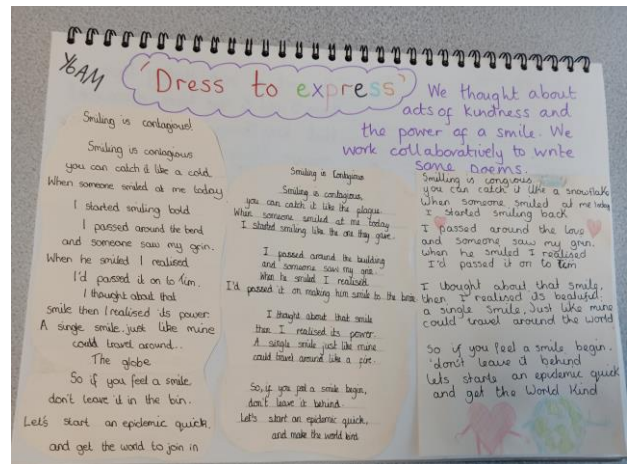 Y6AM
'Dress to express'
We thought about
acts of kindness and
the power of a smile. We
work collaboratively to write
some poems.
Smiling is contagious!
Smiling is contagious
you can catch it like a cold.
When someone smiled at me today
I started smiling bold
I passed around the bend
and someone saw my grin.
When he smiled I realised
I'd passed it on to him.
I thought about that
smile then I realised its power.
A single smile just like mine
could travel around..
The globe
So if you feel a smile
don't leave it in the bin.
Let's start an epidemic quick.
and get the world to join in
Smiling is Contagious
Smiling is contagious,
you can catch it like the plague.
When someone smiled at me today
I started smiling like the one they gave.
I passed around the building
and someone saw my grin.
When he smiled I realised
I'd passed it on making him smile to the
I thought about that smile
then I realised its power.
A single smile just like mine
could travel around like a fire.
So, if you feel a smile begin,
don't leave it behind.
Let's start an epidemic quick,
and make the world kind
Smilling is congious
you can catch it like a snowflake
When someone smiled at me today
I started smiling back
I passed around the love
and someone saw my grin.
when he smiled I realised
I'd passed it on to him
I thought about that smile,
then I realised its beatuful.
a single Smile, Just like mine
could travel around the world
So if you feel a smile begin.
don't leave it behind
Lets starte an epidemic quick
and get the World Kind